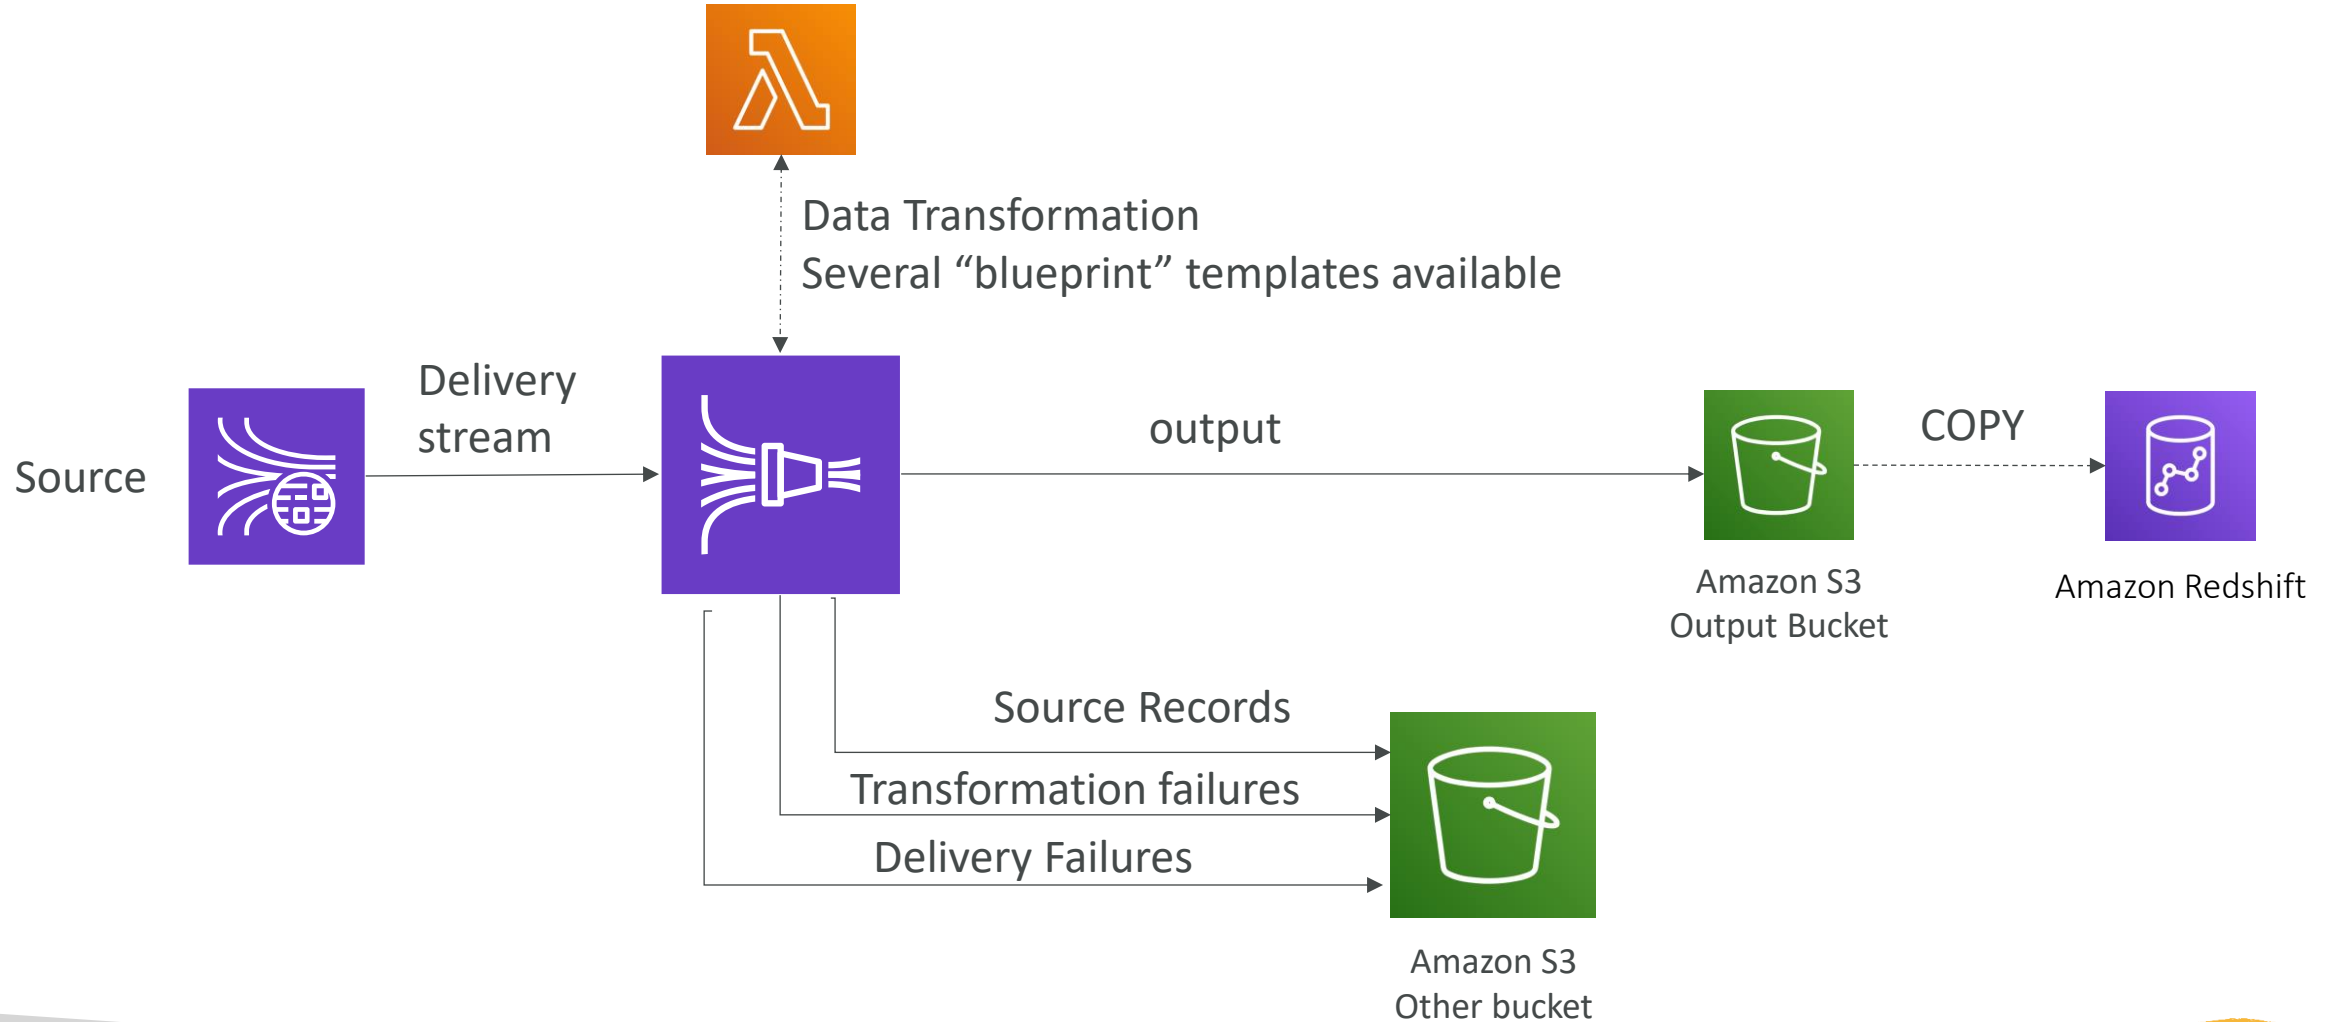 Data Transformation
Several “blueprint” templates available
Delivery
stream
Source
output
COPY
Amazon S3
Output Bucket
Amazon Redshift
Source Records
Transformation failures
Delivery Failures
Amazon S3
Other bucket